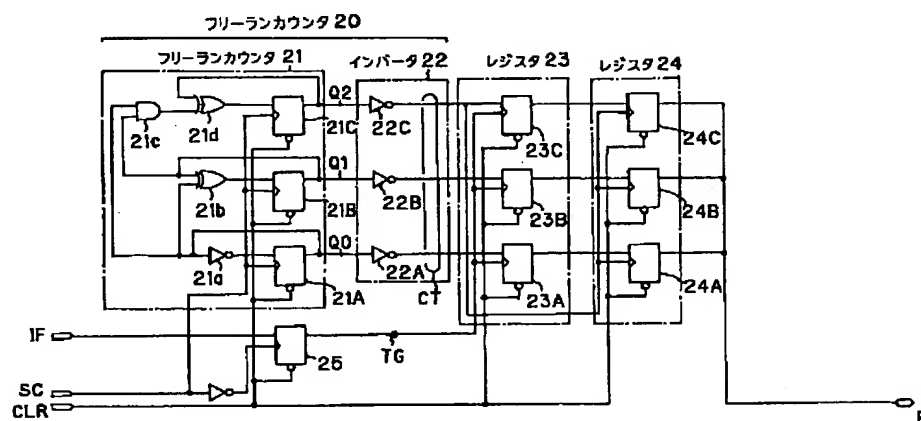 フリーランカウンタ 20
フリーランカウンタ 21
インバータ 22
レジスタ 23
レジスタ 24
Q2
21c
21d
21C
22C
23C
24C
Q1
21b
21B
22B
23B
24B
Q0
21a
21A
22A
CT
23A
24A
IF
25
TG
SC
CLR